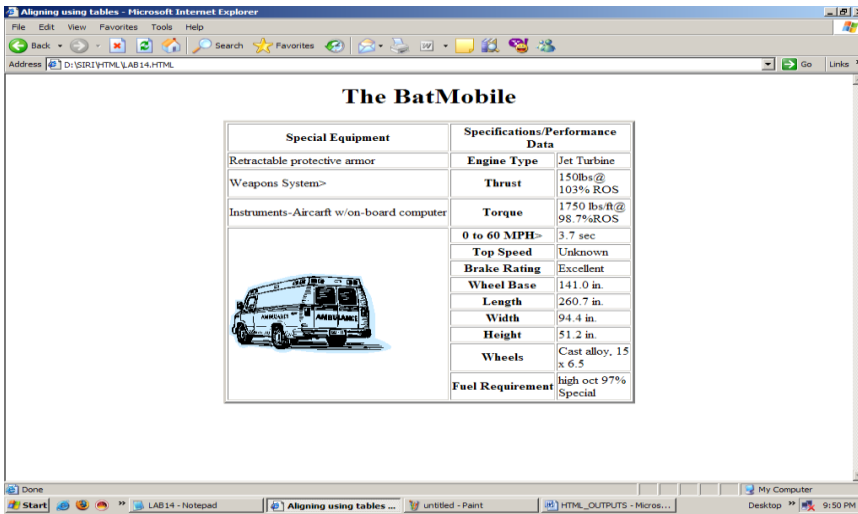 Aligning using tables - Microsoft Internet Explorer
File Edit View Favorites Tools Help
Back Search Favorites
Address D:\SIRI\HTML\LAB14.HTML Go Links
The BatMobile
Special Equipment
Specifications/Performance
Data
Retractable protective armor Engine Type Jet Turbine
Weapons System> Thrust 150lbs@
103% ROS
Instruments-Aircarft w/on-board computer Torque 1750 lbs/ft@
98.7%ROS
0 to 60 MPH> 3.7 sec
Top Speed Unknown
Brake Rating Excellent
Wheel Base 141.0 in.
Length 260.7 in.
Width 94.4 in.
Height 51.2 in.
Wheels Cast alloy, 15
x 6.5
Fuel Requirement high oct 97%
Special
AMBULANCE
Done My Computer
Start LAB14 - Notepad Aligning using tables ... untitled - Paint HTML_OUTPUTS - Micros... Desktop 9:50 PM